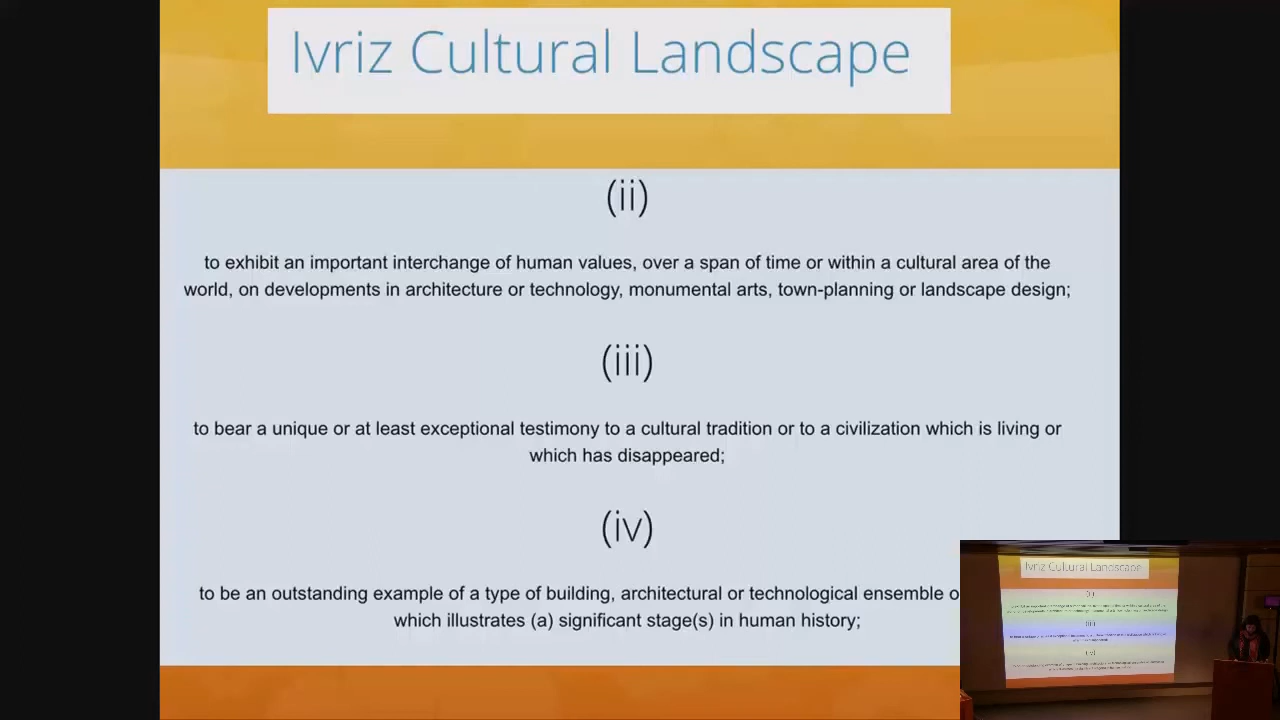 Ivriz Cultural Landscape
(ii)
to exhibit an important interchange of human values, over a span of time or within a cultural area of the
world, on developments in architecture or technology, monumental arts, town-planning or landscape design;
(iii)
to bear a unique or at least exceptional testimony to a cultural tradition or to a civilization which is living or
which has disappeared;
(iv)
to be an outstanding example of a type of building, architectural or technological ensemble
which illustrates (a) significant stage(s) in human history;
Ivriz Cultural Landscape
(ii)
(iii)
(iv)